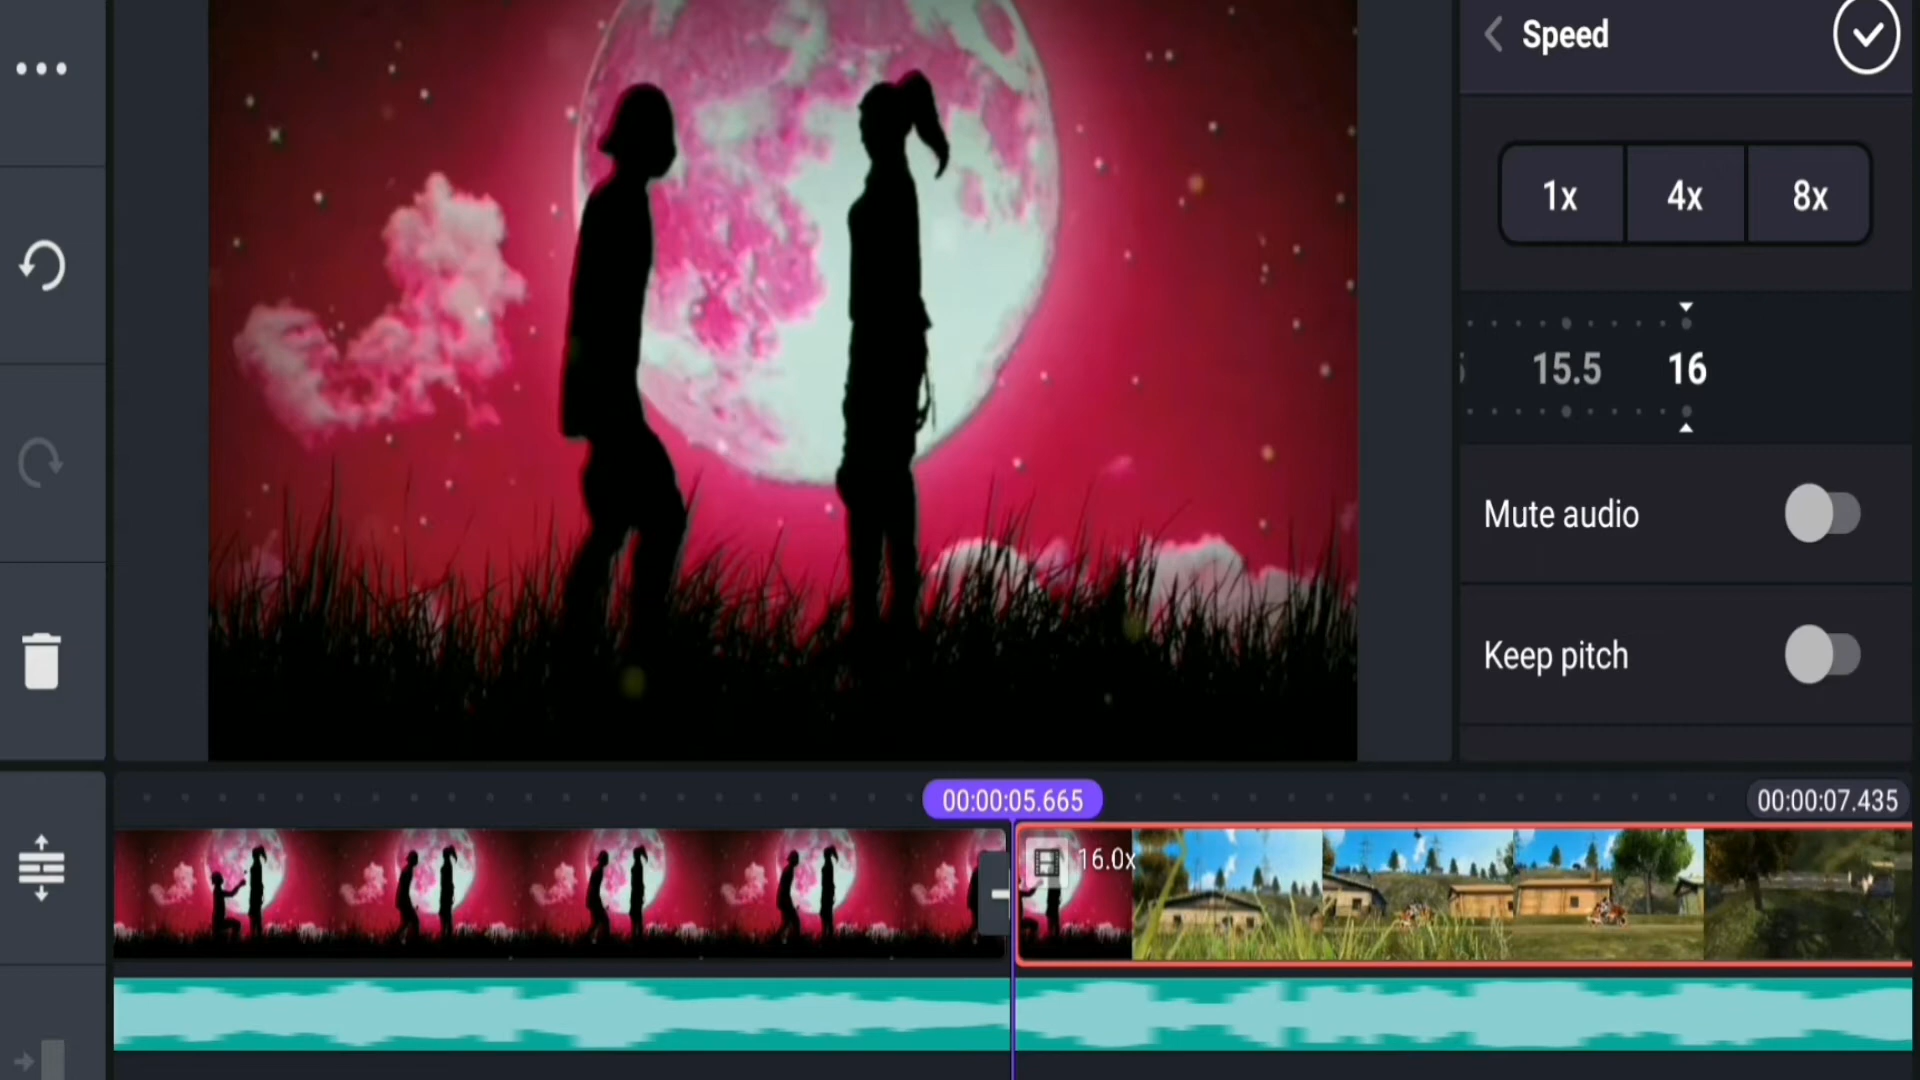 Speed
1x 4x 8x
15.5 16
Mute audio
Keep pitch
00:00:05.665
00:00:07.435
16.0x